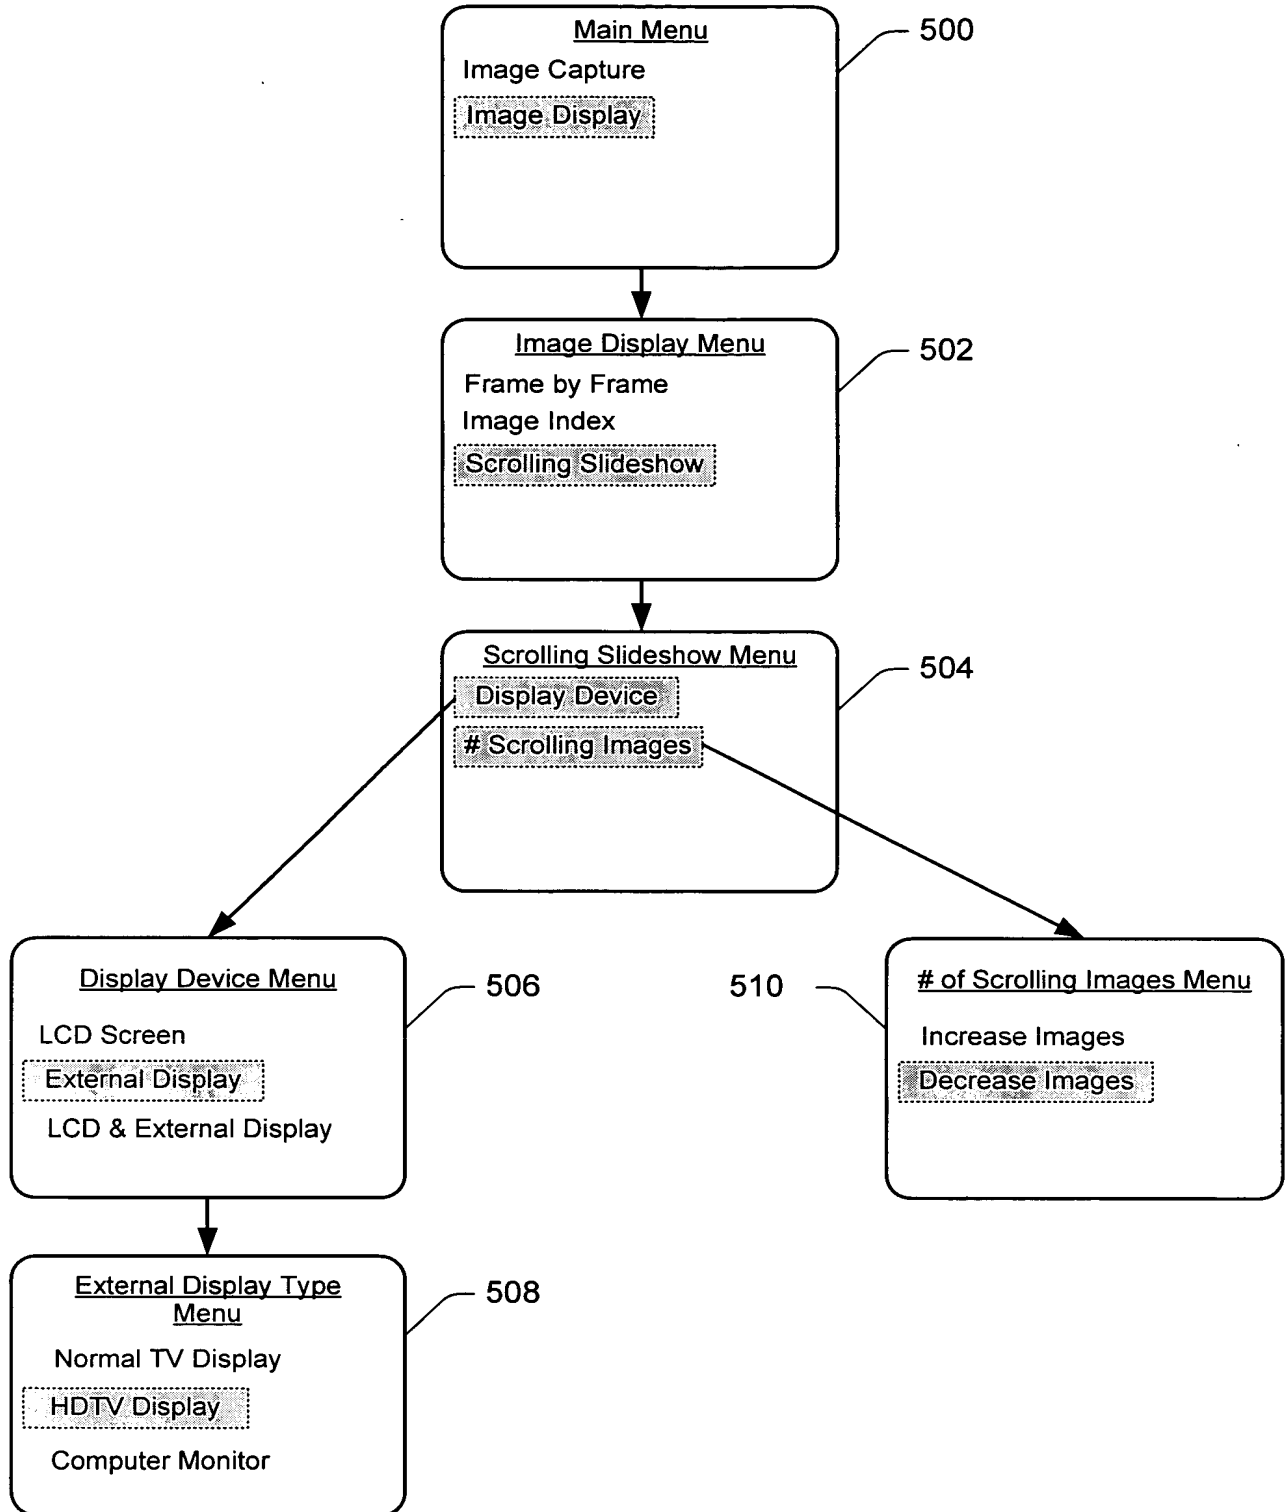 Main Menu
500
Image Capture
Image Display
Image Display Menu
502
Frame by Frame
Image Index
Scrolling Slideshow
Scrolling Slideshow Menu
504
Display Device
# Scrolling Images
Display Device Menu
506
LCD Screen
External Display
LCD & External Display
510
# of Scrolling Images Menu
Increase Images
Decrease Images
External Display Type
Menu
508
Normal TV Display
HDTV Display
Computer Monitor